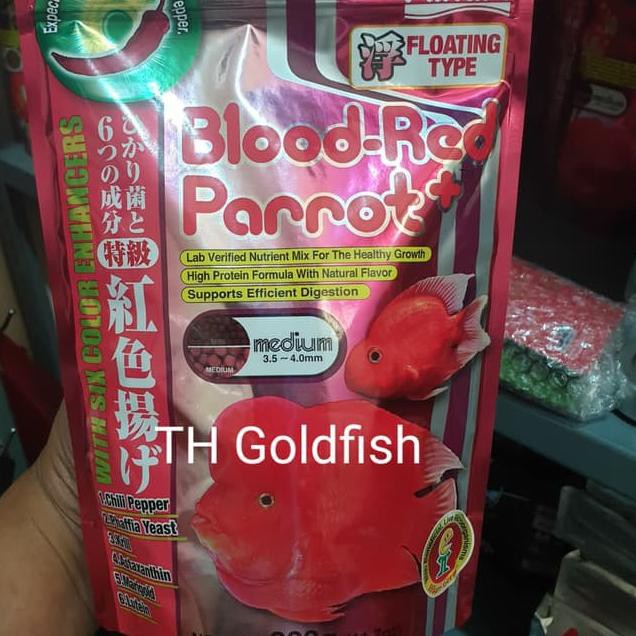 Pepper.
浮 FLOATING
TYPE
Blood-Red
Parrot+
Lab Verified Nutrient Mix For The Healthy Growth
High Protein Formula With Natural Flavor
Supports Efficient Digestion
MEDIUM
medium
3.5 ~ 4.0mm
WITH SIX COLOR ENHANCERS
ひかり菌と
6つの成分
特級
紅色揚げ
TH Goldfish
1.Chili Pepper
2.Phaffia Yeast
3.Krill
4.Astaxanthin
5.Marigold
6.Lutein